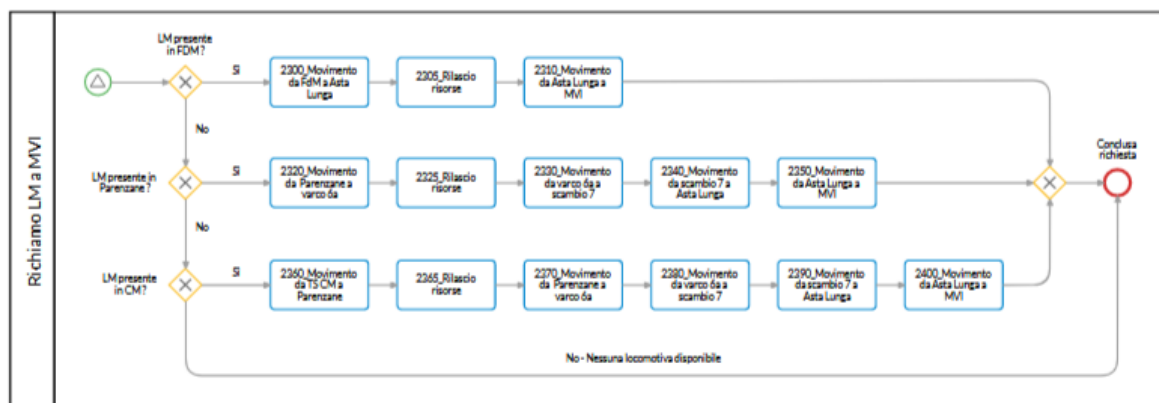 Richiamo LM a MVI
LM presente
in FDM?
Si
2300_Movimento
da FdM a Asta
Lunga
2305_Rilascio
risorse
2310_Movimento
da Asta Lunga a
MVI
No
Conclusa
richiesta
LM presente in
Parenzane?
Si
2320_Movimento
da Parenzane a
varco 6a
2325_Rilascio
risorse
2330_Movimento
da varco 6a a
scambio 7
2340_Movimento
da scambio 7 a
Asta Lunga
2350_Movimento
da Asta Lunga a
MVI
No
LM presente
in CM?
Si
2360_Movimento
da TS CM a
Parenzane
2365_Rilascio
risorse
2370_Movimento
da Parenzane a
varco 6a
2380_Movimento
da varco 6a a
scambio 7
2390_Movimento
da scambio 7 a
Asta Lunga
2400_Movimento
da Asta Lunga a
MVI
No - Nessuna locomotiva disponibile